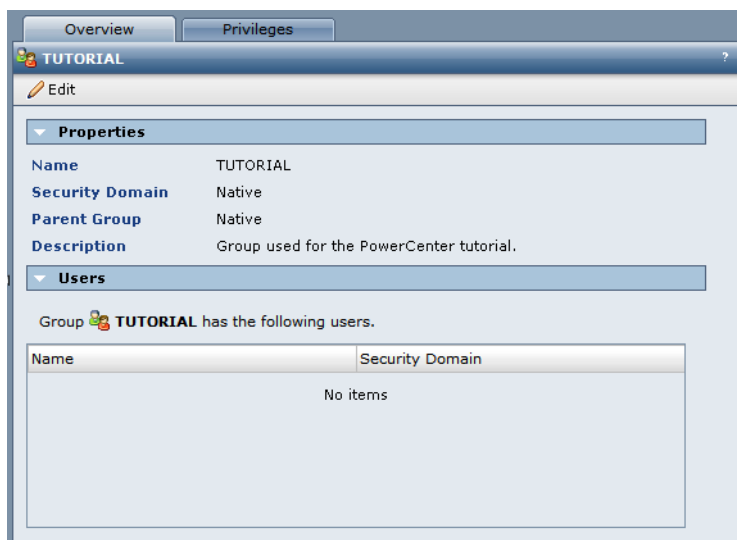 Overview Privileges
TUTORIAL ?
Edit
Properties
Name TUTORIAL
Security Domain Native
Parent Group Native
Description Group used for the PowerCenter tutorial.
Users
Group TUTORIAL has the following users.
Name Security Domain
No items